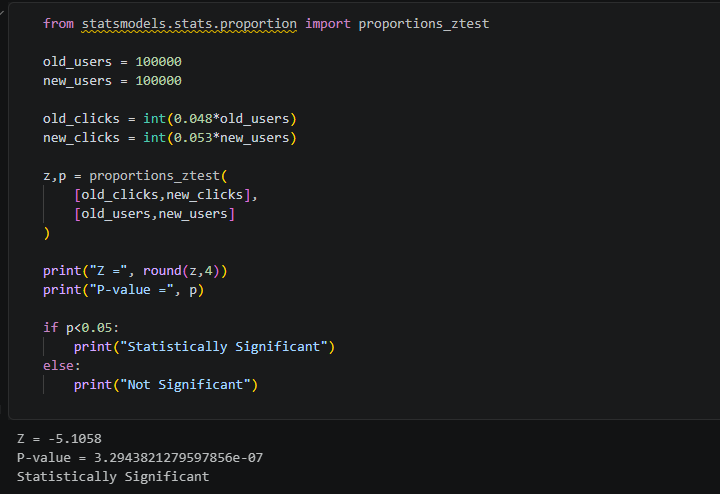 from statsmodels.stats.proportion import proportions_ztest
old_users = 100000
new_users = 100000
old_clicks = int(0.048*old_users)
new_clicks = int(0.053*new_users)
z,p = proportions_ztest(
    [old_clicks,new_clicks],
    [old_users,new_users]
)
print("Z =", round(z,4))
print("P-value =", p)
if p<0.05:
    print("Statistically Significant")
else:
    print("Not Significant")
Z = -5.1058
P-value = 3.2943821279597856e-07
Statistically Significant